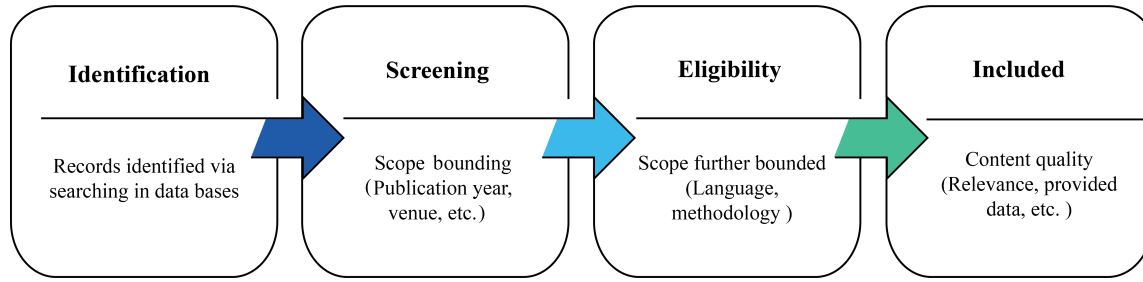 Identification
Records identified via
searching in data bases
Screening
Scope bounding
(Publication year,
venue, etc.)
Eligibility
Scope further bounded
(Language,
methodology )
Included
Content quality
(Relevance, provided
data, etc. )